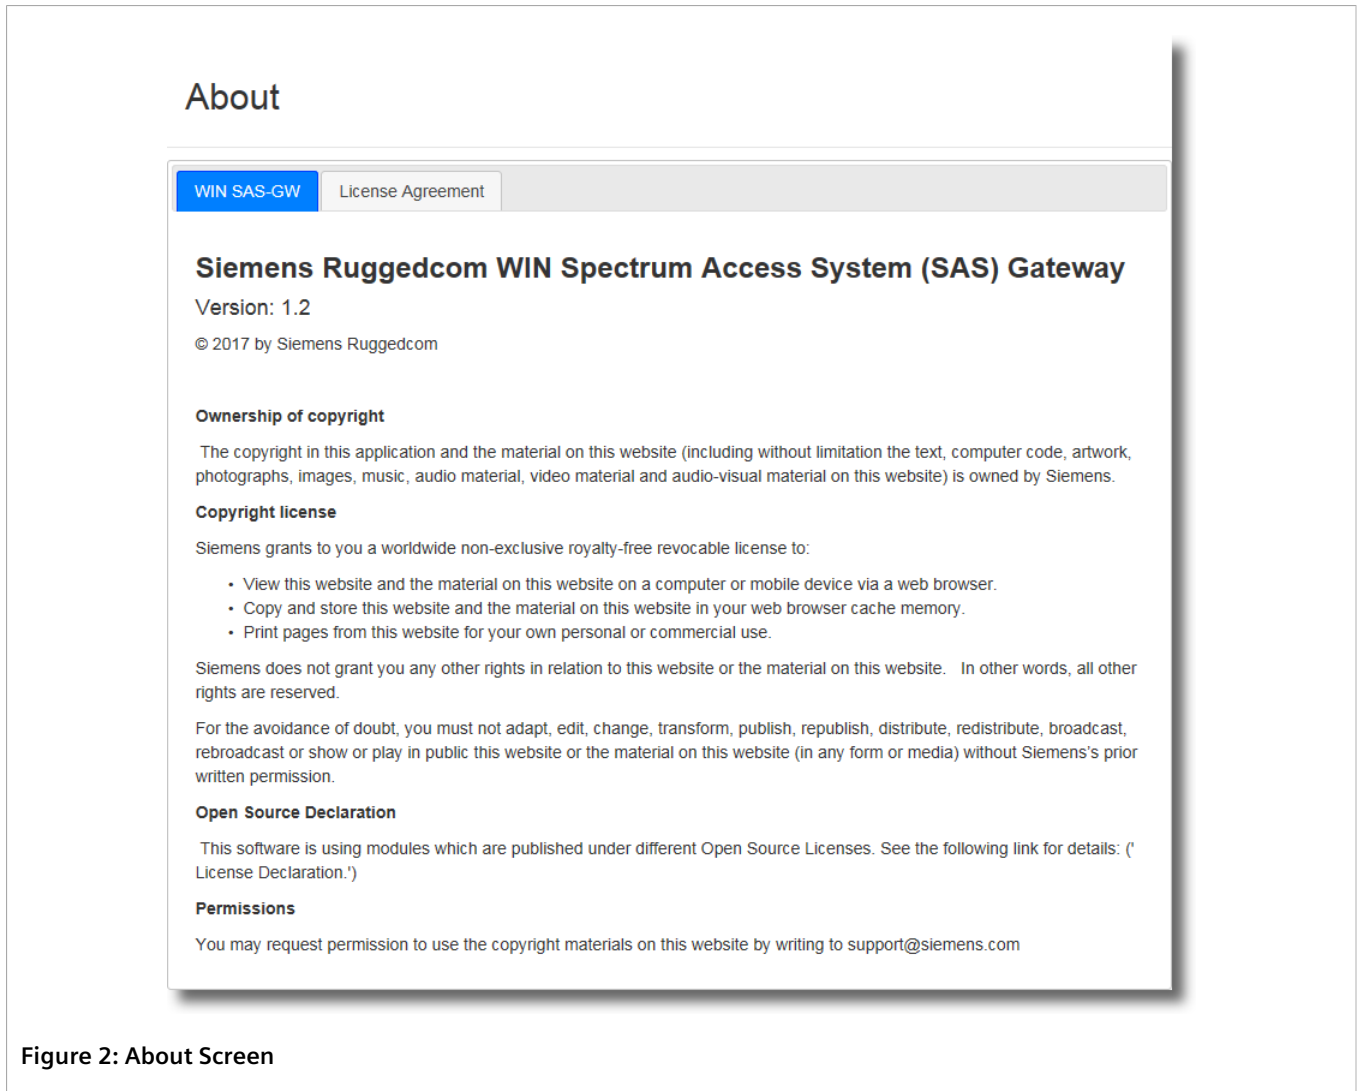 About
WIN SAS-GW
License Agreement
Siemens Ruggedcom WIN Spectrum Access System (SAS) Gateway
Version: 1.2
© 2017 by Siemens Ruggedcom
Ownership of copyright
The copyright in this application and the material on this website (including without limitation the text, computer code, artwork,
photographs, images, music, audio material, video material and audio-visual material on this website) is owned by Siemens.
Copyright license
Siemens grants to you a worldwide non-exclusive royalty-free revocable license to:
• View this website and the material on this website on a computer or mobile device via a web browser.
• Copy and store this website and the material on this website in your web browser cache memory.
• Print pages from this website for your own personal or commercial use.
Siemens does not grant you any other rights in relation to this website or the material on this website.   In other words, all other
rights are reserved.
For the avoidance of doubt, you must not adapt, edit, change, transform, publish, republish, distribute, redistribute, broadcast,
rebroadcast or show or play in public this website or the material on this website (in any form or media) without Siemens's prior
written permission.
Open Source Declaration
This software is using modules which are published under different Open Source Licenses. See the following link for details: ('
License Declaration.')
Permissions
You may request permission to use the copyright materials on this website by writing to support@siemens.com
Figure 2: About Screen